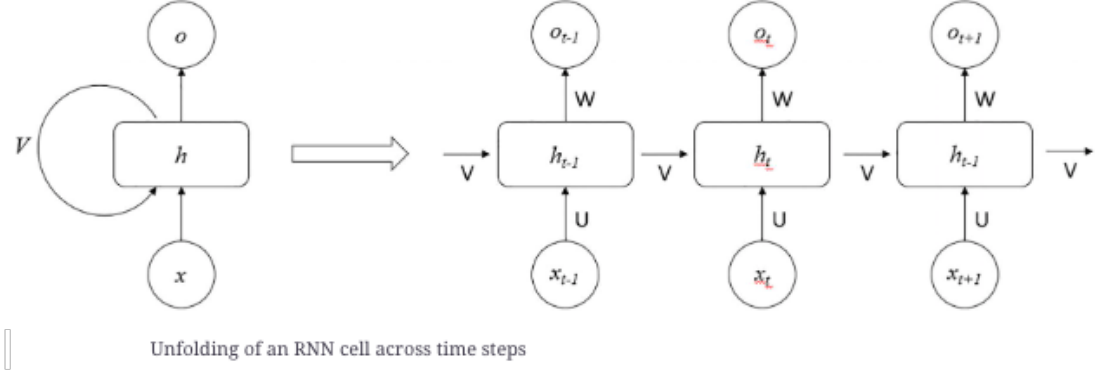 o o_{t-1} o_t o_{t+1}
W W W
V h h_{t-1} h_t h_{t-1}
V V V V
U U U
x x_{t-1} x_t x_{t+1}
Unfolding of an RNN cell across time steps